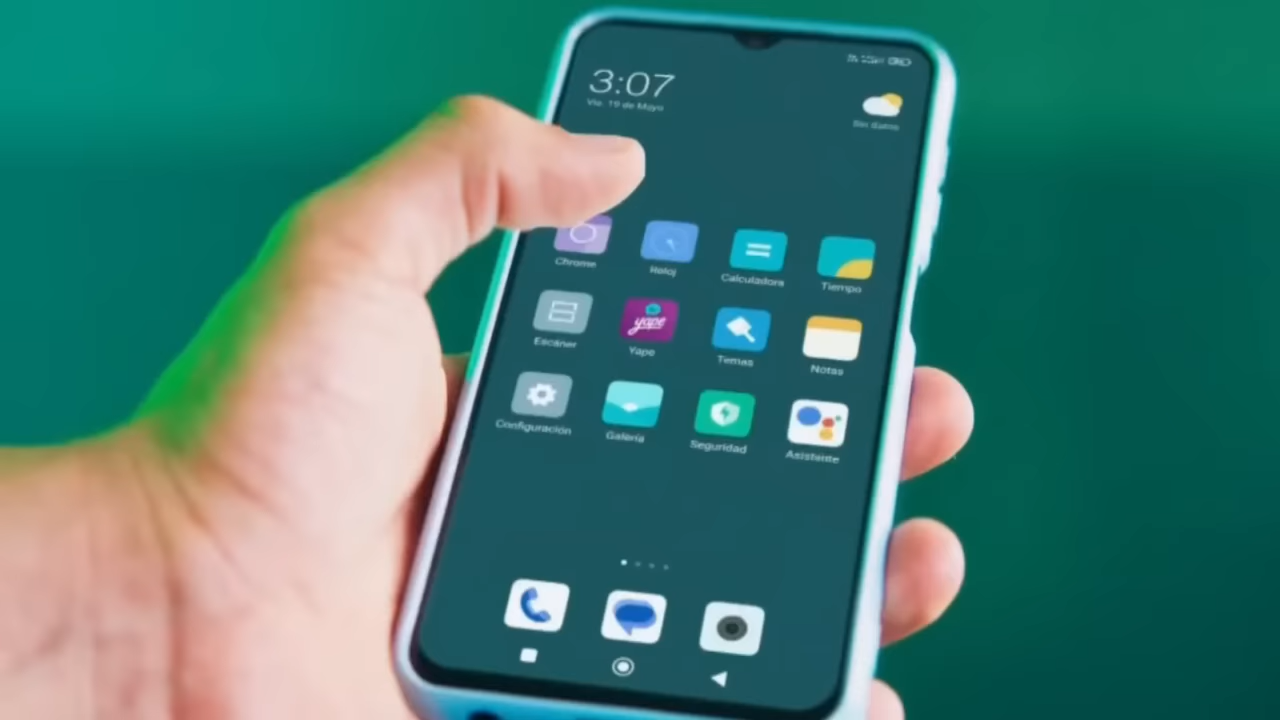 3:07
Vie. 19 de Mayo
Sin datos
Chrome
Reloj
Calculadora
Tiempo
Escáner
yape
Yape
Temas
Notas
Configuración
Galería
Seguridad
Asistente